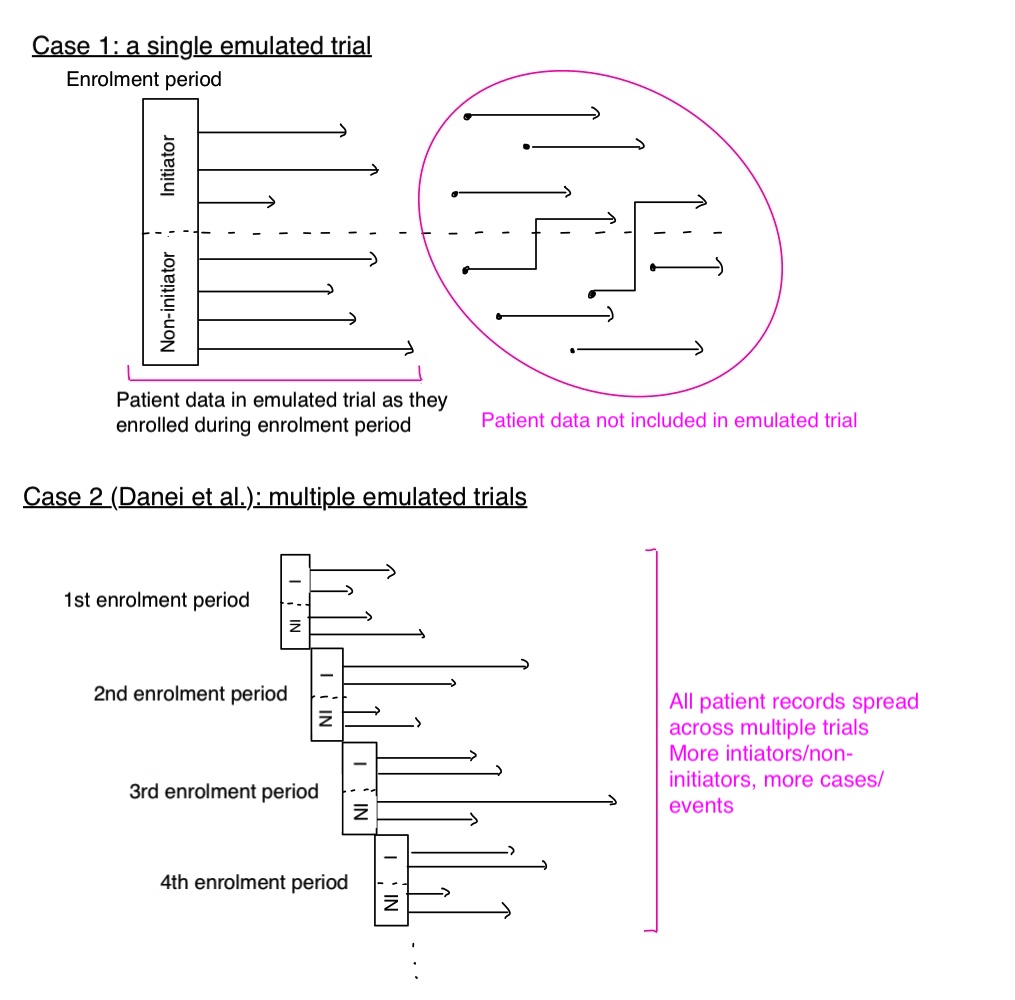 Case 1: a single emulated trial
Enrolment period
Initiator
Non-initiator
Patient data in emulated trial as they
enrolled during enrolment period
Patient data not included in emulated trial
Case 2 (Danei et al.): multiple emulated trials
1st enrolment period
I
NI
2nd enrolment period
I
NI
3rd enrolment period
I
NI
4th enrolment period
I
NI
All patient records spread
across multiple trials
More intiators/non-
initiators, more cases/
events